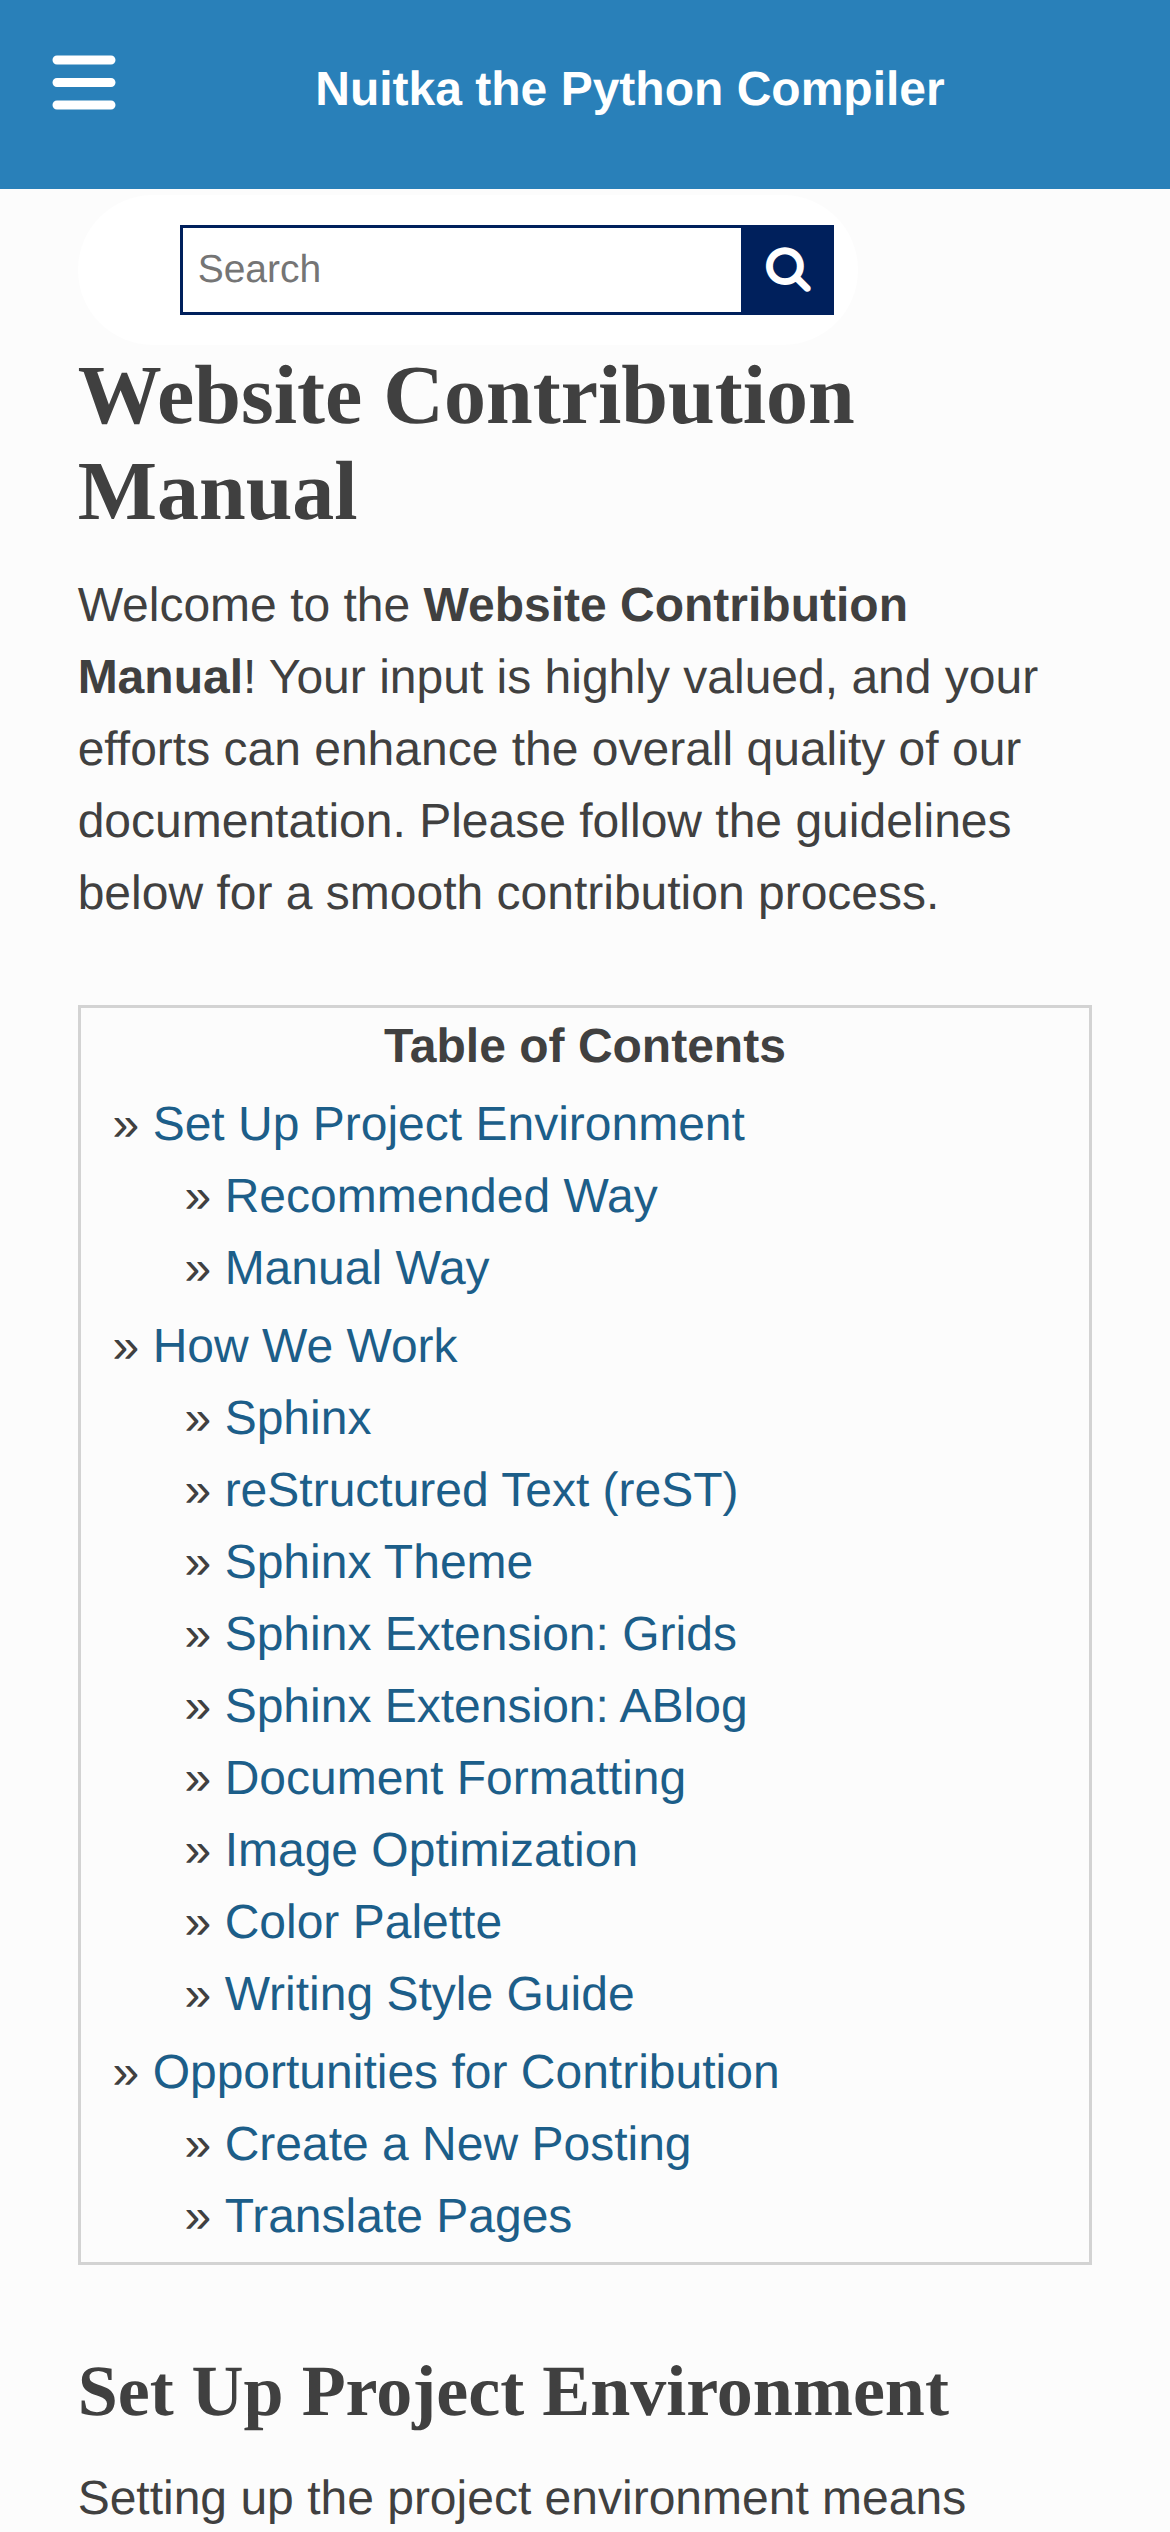 Nuitka the Python Compiler
Search
Website Contribution
Manual
Welcome to the Website Contribution
Manual! Your input is highly valued, and your
efforts can enhance the overall quality of our
documentation. Please follow the guidelines
below for a smooth contribution process.
Table of Contents
» Set Up Project Environment
» Recommended Way
» Manual Way
» How We Work
» Sphinx
» reStructured Text (reST)
» Sphinx Theme
» Sphinx Extension: Grids
» Sphinx Extension: ABlog
» Document Formatting
» Image Optimization
» Color Palette
» Writing Style Guide
» Opportunities for Contribution
» Create a New Posting
» Translate Pages
Set Up Project Environment
Setting up the project environment means